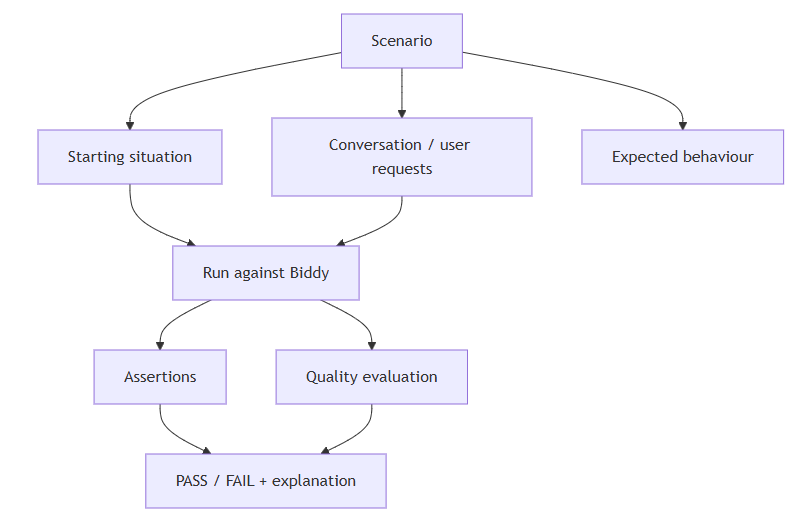 Scenario
Starting situation
Conversation / user
requests
Expected behaviour
Run against Biddy
Assertions
Quality evaluation
PASS / FAIL + explanation